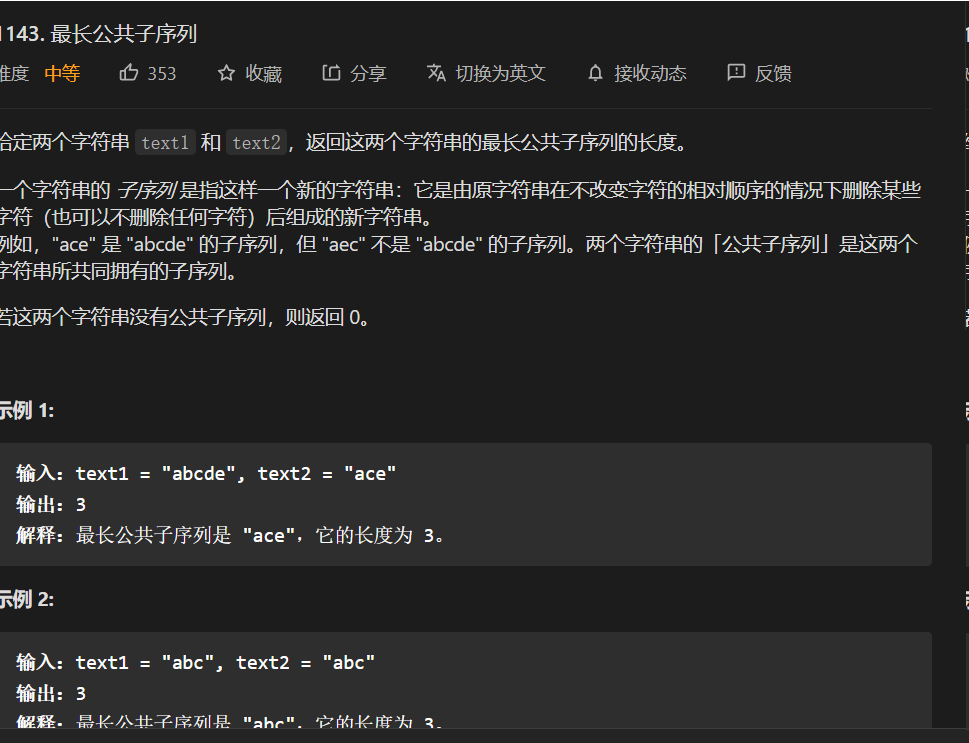 1143. 最长公共子序列
难度 中等 353 收藏 分享 切换为英文 接收动态 反馈
给定两个字符串 text1 和 text2，返回这两个字符串的最长公共子序列的长度。
一个字符串的 子序列 是指这样一个新的字符串：它是由原字符串在不改变字符的相对顺序的情况下删除某些
字符（也可以不删除任何字符）后组成的新字符串。
例如，"ace" 是 "abcde" 的子序列，但 "aec" 不是 "abcde" 的子序列。两个字符串的「公共子序列」是这两个
字符串所共同拥有的子序列。
若这两个字符串没有公共子序列，则返回 0。
示例 1:
输入：text1 = "abcde", text2 = "ace"
输出：3
解释：最长公共子序列是 "ace"，它的长度为 3。
示例 2:
输入：text1 = "abc", text2 = "abc"
输出：3
解释：最长公共子序列是 "abc"，它的长度为 3。